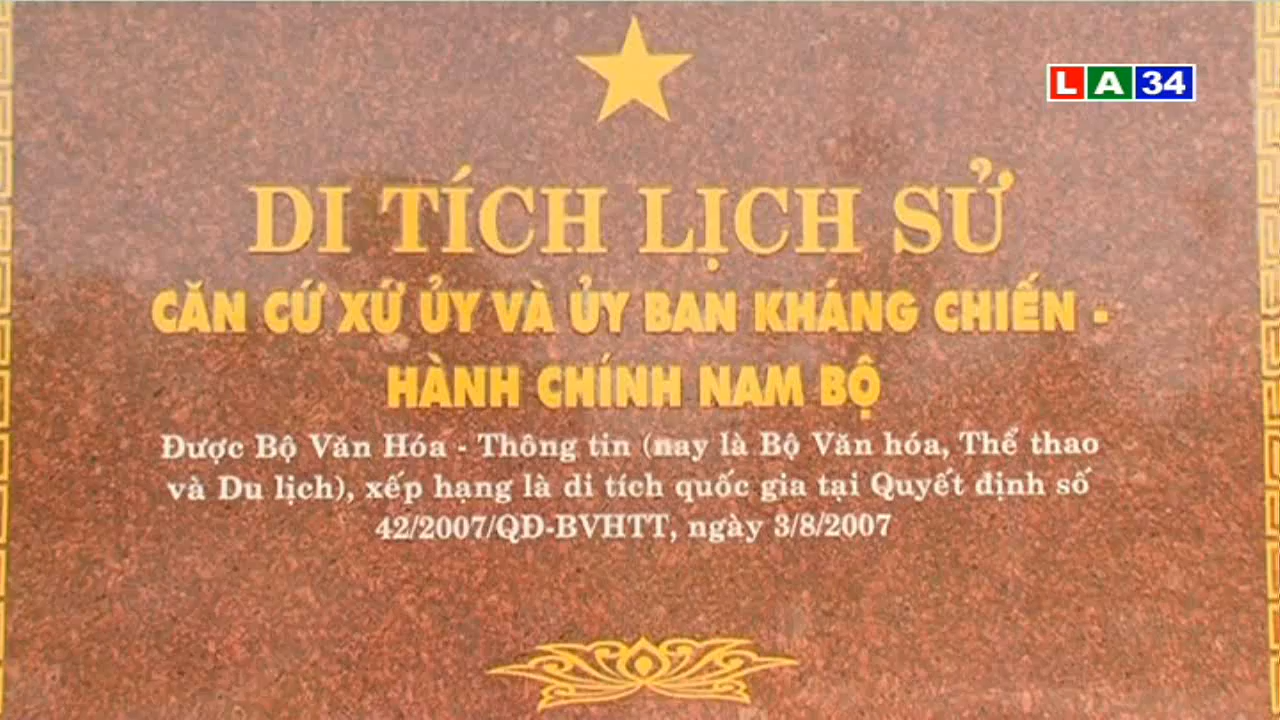 LA34
DI TÍCH LỊCH SỬ
CĂN CỨ XỨ ỦY VÀ ỦY BAN KHÁNG CHIẾN -
HÀNH CHÍNH NAM BỘ
Được Bộ Văn Hóa - Thông tin (nay là Bộ Văn hóa, Thể thao
và Du lịch), xếp hạng là di tích quốc gia tại Quyết định số
42/2007/QĐ-BVHTT, ngày 3/8/2007